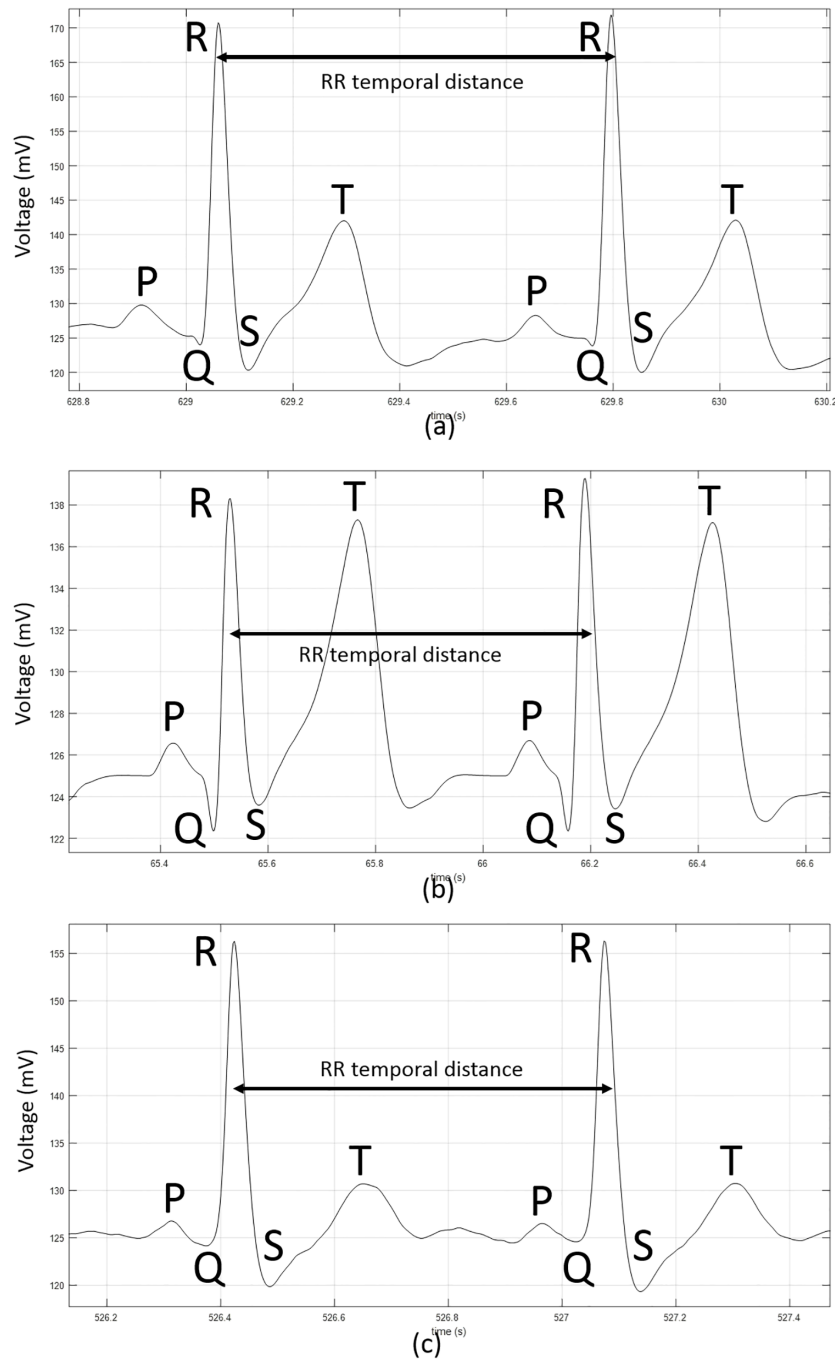 170
165
160
155
150
145
140
135
130
125
120
Voltage (mV)
R
R
RR temporal distance
T
T
P
P
S
S
Q
Q
628.8 629 629.2 629.4 629.6 629.8 630 630.2
time (s)
(a)
138
136
134
132
130
128
126
124
122
Voltage (mV)
R
T
R
T
RR temporal distance
P
P
Q
S
Q
S
65.4 65.6 65.8 66 66.2 66.4 66.6
time (s)
(b)
155
150
145
140
135
130
125
120
Voltage (mV)
R
R
RR temporal distance
T
T
P
P
S
S
Q
Q
526.2 526.4 526.6 526.8 527 527.2 527.4
time (s)
(c)